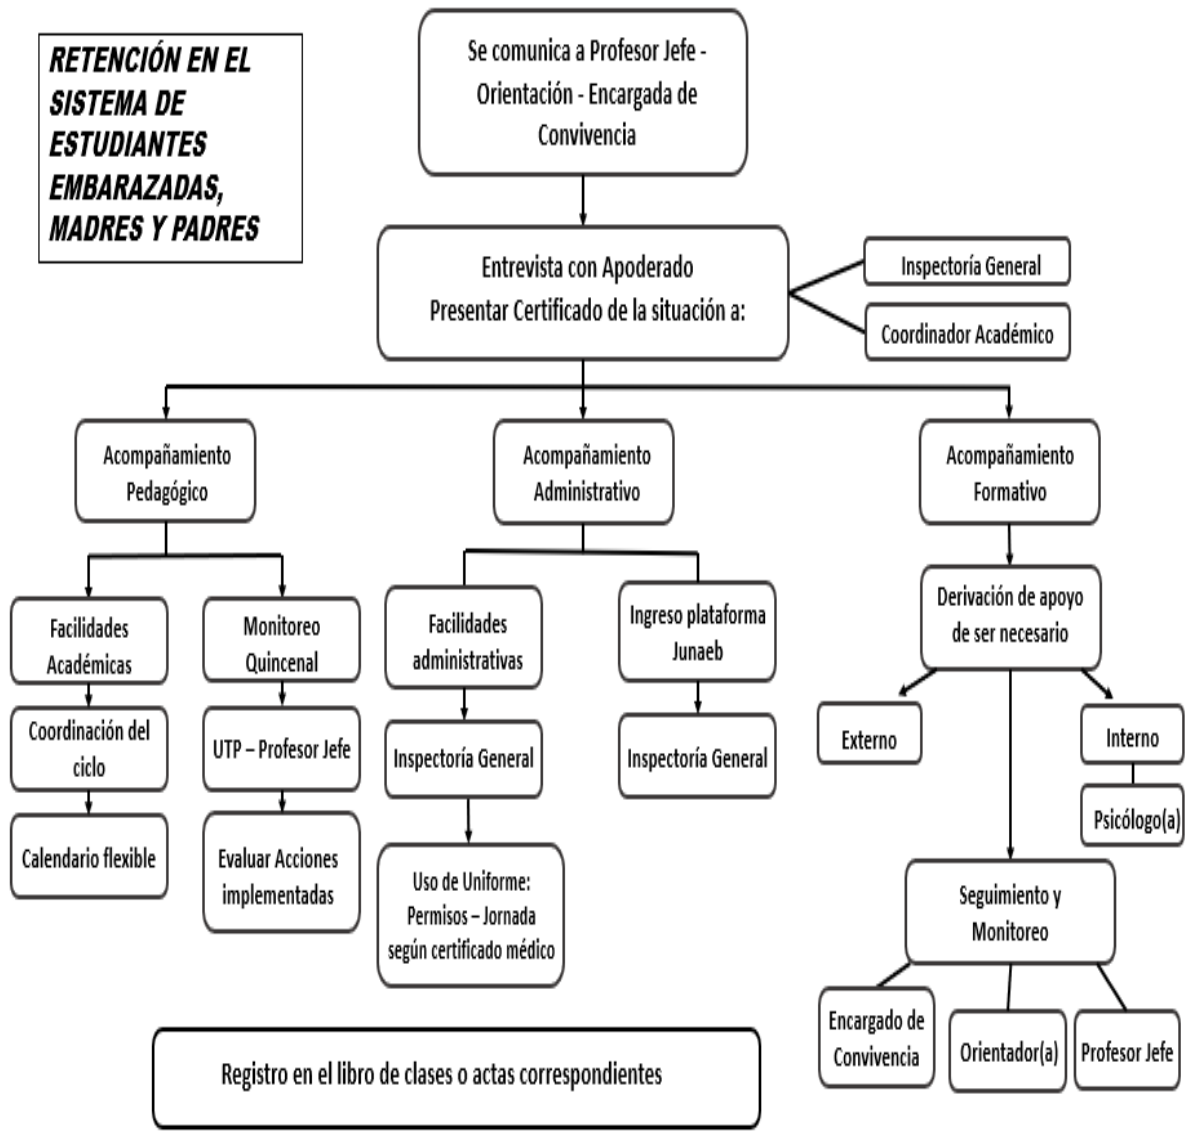 RETENCIÓN EN EL
SISTEMA DE
ESTUDIANTES
EMBARAZADAS,
MADRES Y PADRES
Se comunica a Profesor Jefe -
Orientación - Encargada de
Convivencia
Entrevista con Apoderado
Presentar Certificado de la situación a:
Inspectoría General
Coordinador Académico
Acompañamiento
Pedagógico
Acompañamiento
Administrativo
Acompañamiento
Formativo
Facilidades
Académicas
Monitoreo
Quincenal
Facilidades
administrativas
Ingreso plataforma
Junaeb
Derivación de apoyo
de ser necesario
Coordinación del
ciclo
UTP – Profesor Jefe
Inspectoría General
Inspectoría General
Externo
Interno
Psicólogo(a)
Calendario flexible
Evaluar Acciones
implementadas
Uso de Uniforme:
Permisos – Jornada
según certificado médico
Seguimiento y
Monitoreo
Encargado de
Convivencia
Orientador(a)
Profesor Jefe
Registro en el libro de clases o actas correspondientes